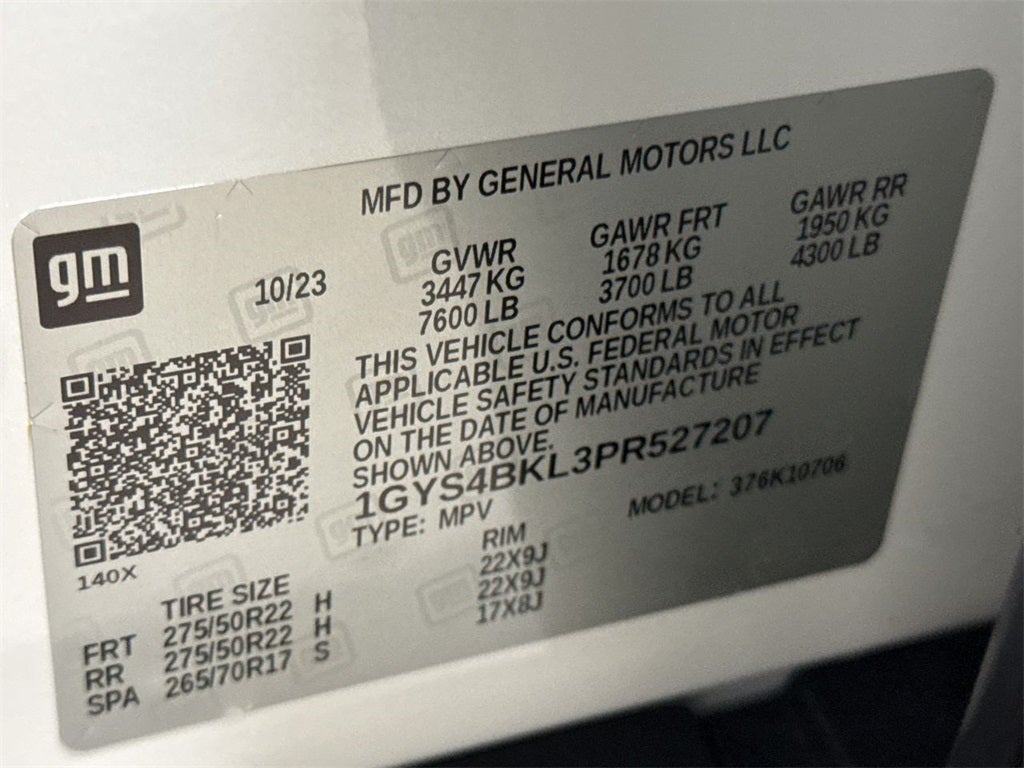 gm
MFD BY GENERAL MOTORS LLC
10/23
GVWR
3447 KG
7600 LB
GAWR FRT
1678 KG
3700 LB
GAWR RR
1950 KG
4300 LB
THIS VEHICLE CONFORMS TO ALL
APPLICABLE U.S. FEDERAL MOTOR
VEHICLE SAFETY STANDARDS IN EFFECT
ON THE DATE OF MANUFACTURE
SHOWN ABOVE.
1GYS4BKL3PR527207
TYPE: MPV
MODEL: 376K10706
140X
TIRE SIZE RIM
FRT 275/50R22 H 22X9J
RR 275/50R22 H 22X9J
SPA 265/70R17 S 17X8J